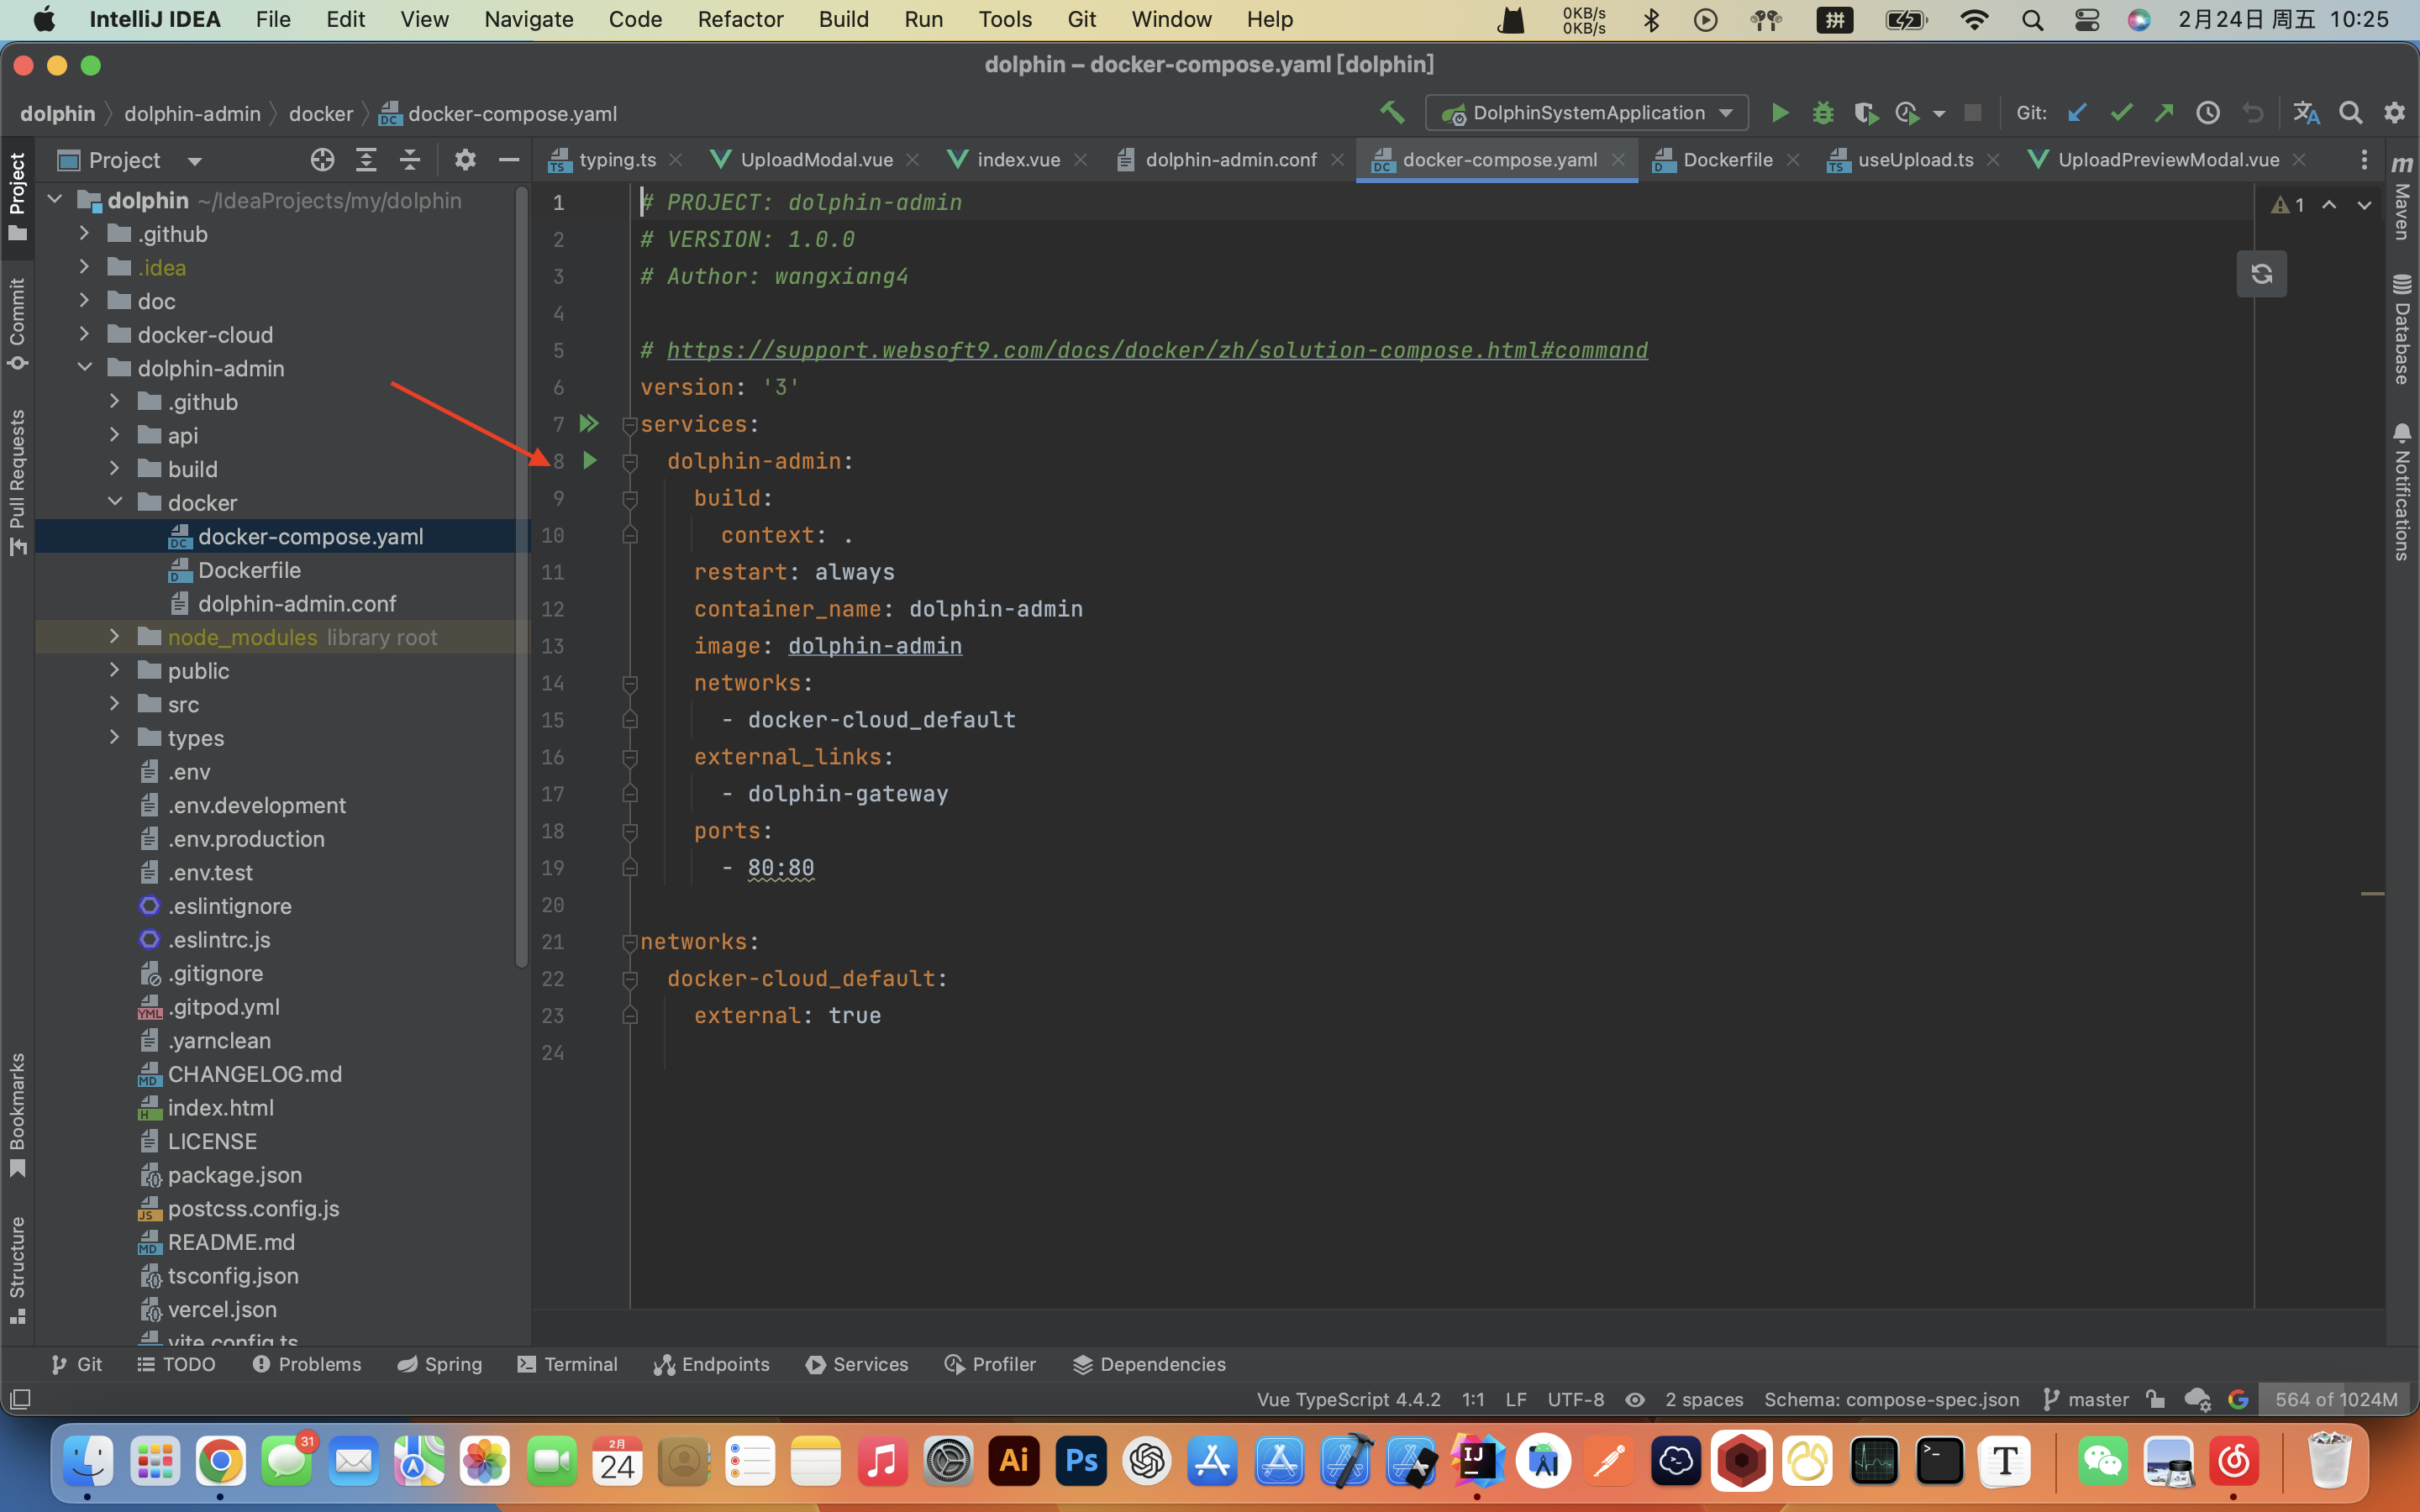 IntelliJ IDEA File Edit View Navigate Code Refactor Build Run Tools Git Window Help 0KB/s 0KB/s 拼 2月24日 周五 10:25
dolphin – docker-compose.yaml [dolphin]
dolphin dolphin-admin docker docker-compose.yaml DolphinSystemApplication Git:
Project typing.ts UploadModal.vue index.vue dolphin-admin.conf docker-compose.yaml Dockerfile useUpload.ts UploadPreviewModal.vue
Project
Commit
Pull Requests
Bookmarks
Structure
dolphin ~/IdeaProjects/my/dolphin
.github
.idea
doc
docker-cloud
dolphin-admin
.github
api
build
docker
docker-compose.yaml
Dockerfile
dolphin-admin.conf
node_modules library root
public
src
types
.env
.env.development
.env.production
.env.test
.eslintignore
.eslintrc.js
.gitignore
.gitpod.yml
.yarnclean
CHANGELOG.md
index.html
LICENSE
package.json
postcss.config.js
README.md
tsconfig.json
vercel.json
vite.config.ts
1 # PROJECT: dolphin-admin
2 # VERSION: 1.0.0
3 # Author: wangxiang4
4
5 # https://support.websoft9.com/docs/docker/zh/solution-compose.html#command
6 version: '3'
7 services:
8 dolphin-admin:
9 build:
10 context: .
11 restart: always
12 container_name: dolphin-admin
13 image: dolphin-admin
14 networks:
15 - docker-cloud_default
16 external_links:
17 - dolphin-gateway
18 ports:
19 - 80:80
20
21 networks:
22 docker-cloud_default:
23 external: true
24
1
m Maven
Database
Notifications
Git TODO Problems Spring Terminal Endpoints Services Profiler Dependencies
Vue TypeScript 4.4.2 1:1 LF UTF-8 2 spaces Schema: compose-spec.json master 564 of 1024M
31 2月 24 Ai Ps IJ T